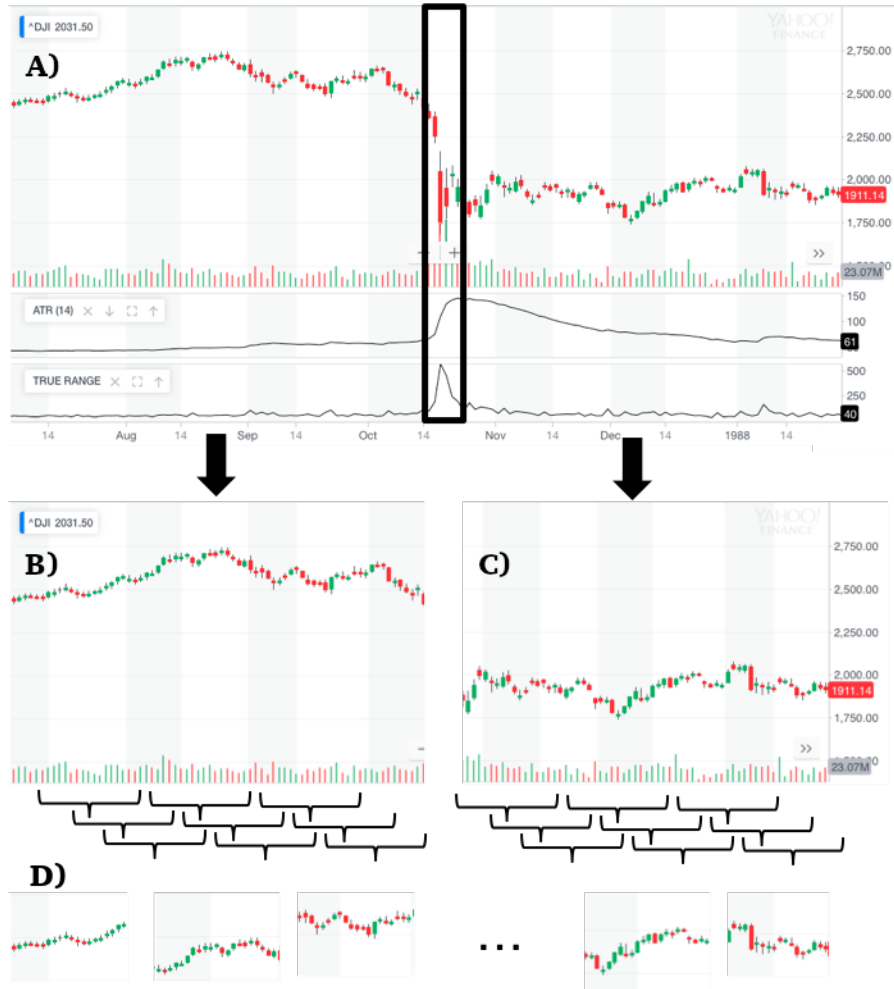 ^DJI 2031.50
YAHOO!
FINANCE
A)
2,750.00
2,500.00
2,250.00
2,000.00
1911.14
1,750.00
23.07M
ATR (14)
150
100
61
TRUE RANGE
500
250
40
14 Aug 14 Sep 14 Oct 14 Nov 14 Dec 14 1988 14
^DJI 2031.50
YAHOO!
FINANCE
B)
C)
2,750.00
2,500.00
2,250.00
2,000.00
1911.14
1,750.00
23.07M
D)
...